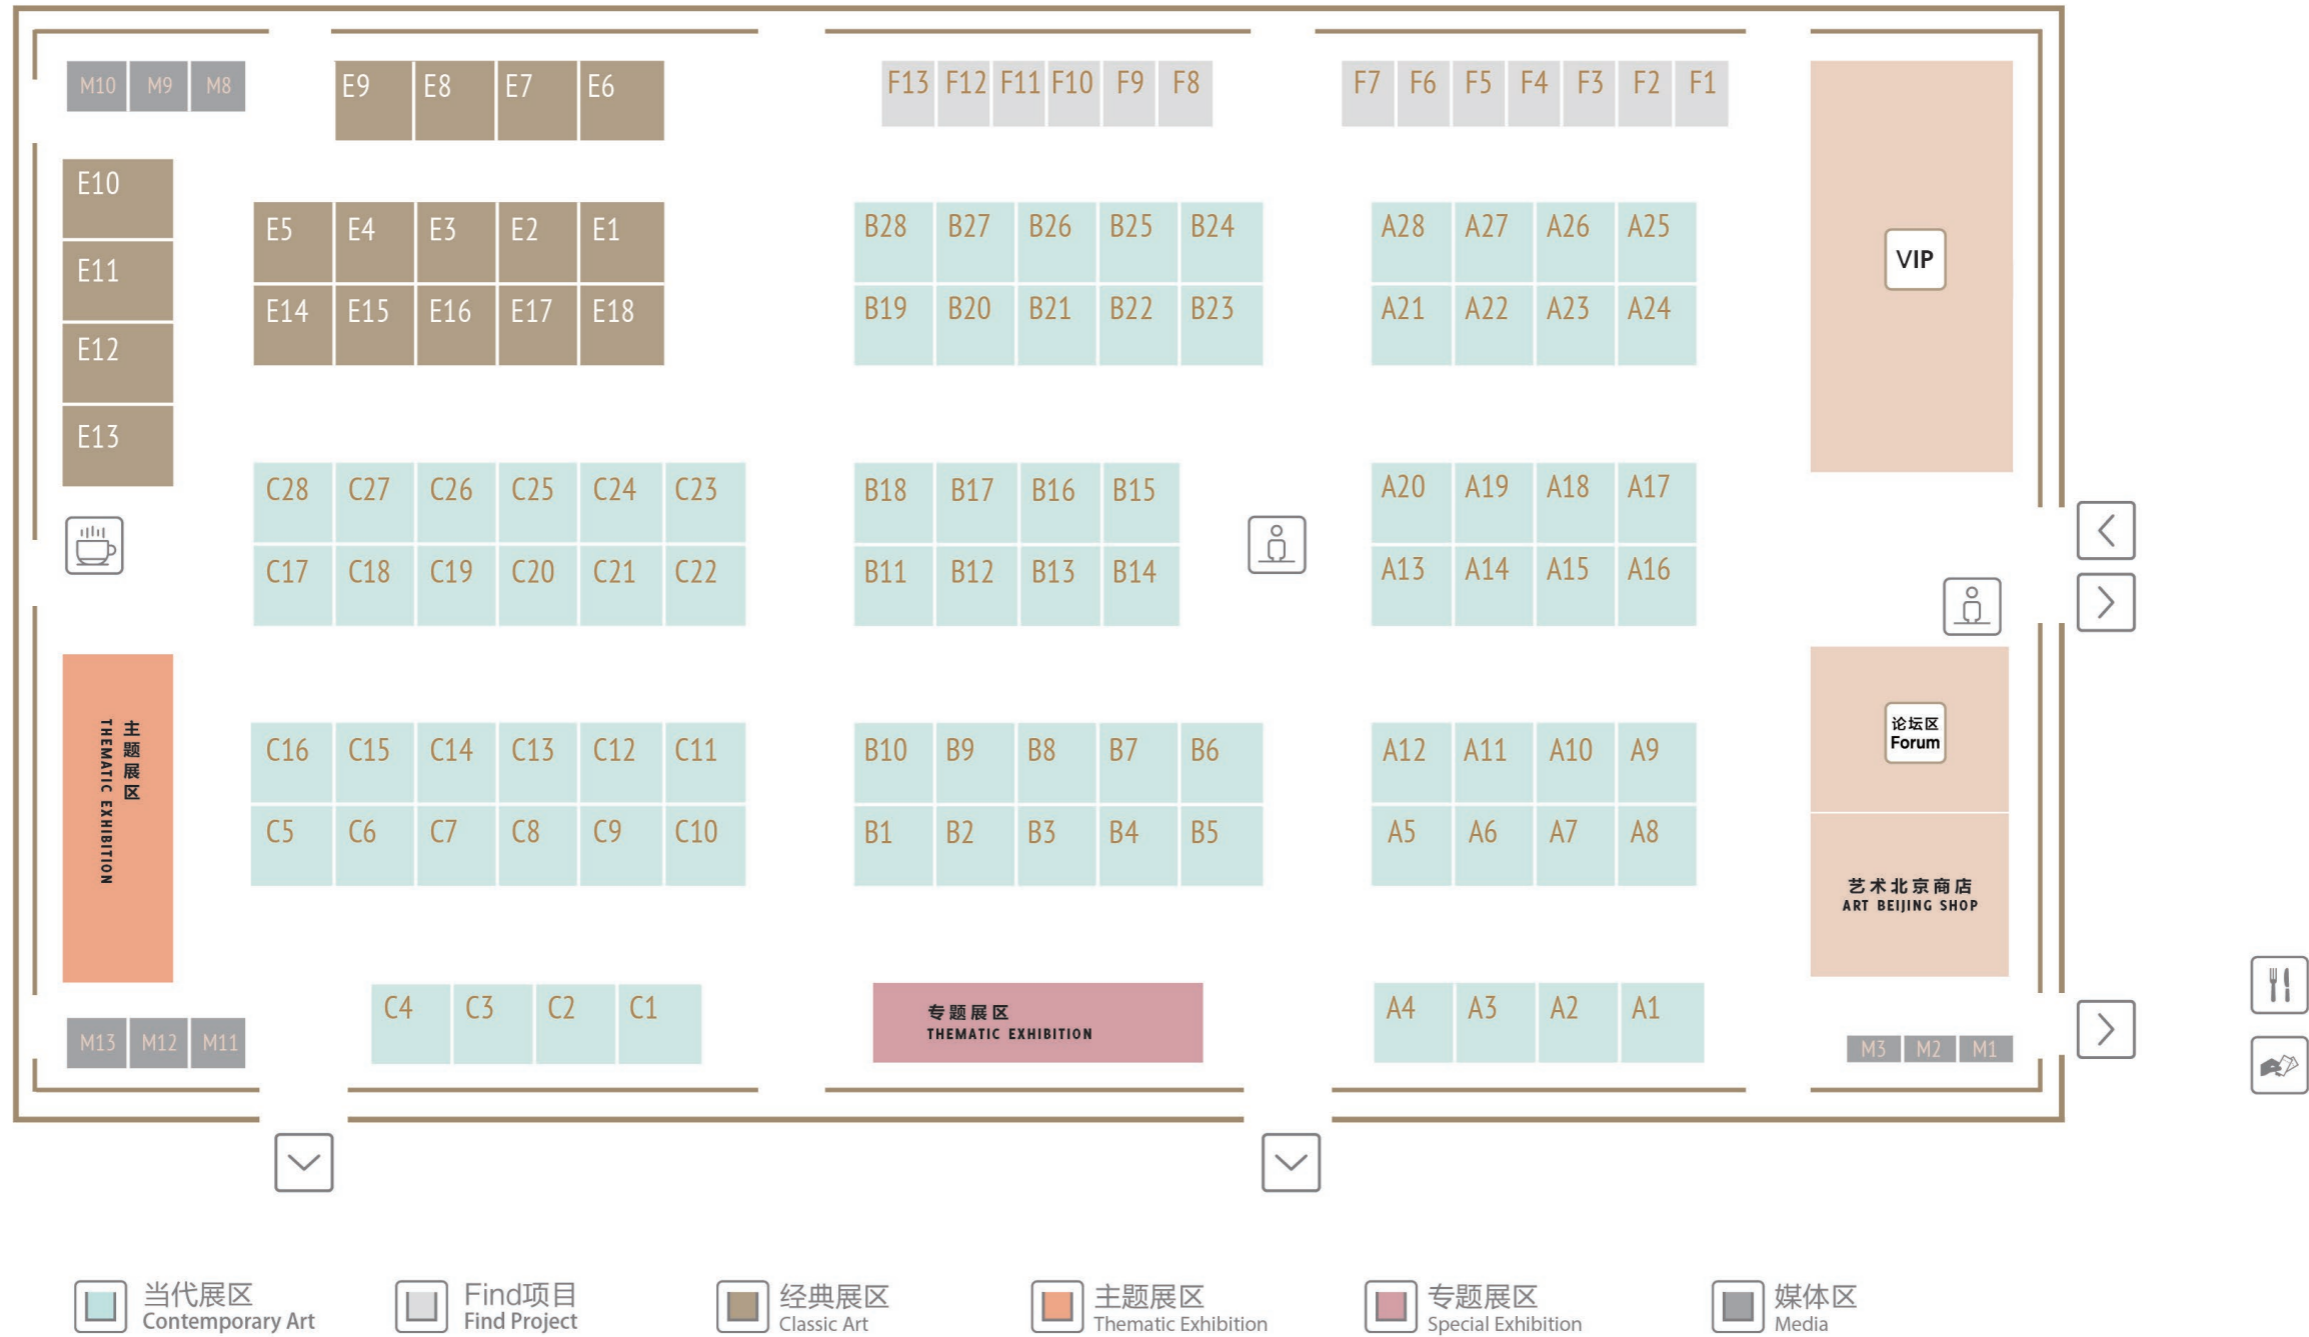 M10 M9 M8
E9 E8 E7 E6
F13 F12 F11 F10 F9 F8
F7 F6 F5 F4 F3 F2 F1
E10
E11
E12
E13
E5 E4 E3 E2 E1
E14 E15 E16 E17 E18
B28 B27 B26 B25 B24
B19 B20 B21 B22 B23
A28 A27 A26 A25
A21 A22 A23 A24
VIP
C28 C27 C26 C25 C24 C23
C17 C18 C19 C20 C21 C22
B18 B17 B16 B15
B11 B12 B13 B14
A20 A19 A18 A17
A13 A14 A15 A16
主题展区
THEMATIC EXHIBITION
C16 C15 C14 C13 C12 C11
C5 C6 C7 C8 C9 C10
B10 B9 B8 B7 B6
B1 B2 B3 B4 B5
A12 A11 A10 A9
A5 A6 A7 A8
论坛区
Forum
艺术北京商店
ART BEIJING SHOP
M13 M12 M11
C4 C3 C2 C1
专题展区
THEMATIC EXHIBITION
A4 A3 A2 A1
M3 M2 M1
当代展区
Contemporary Art
Find项目
Find Project
经典展区
Classic Art
主题展区
Thematic Exhibition
专题展区
Special Exhibition
媒体区
Media